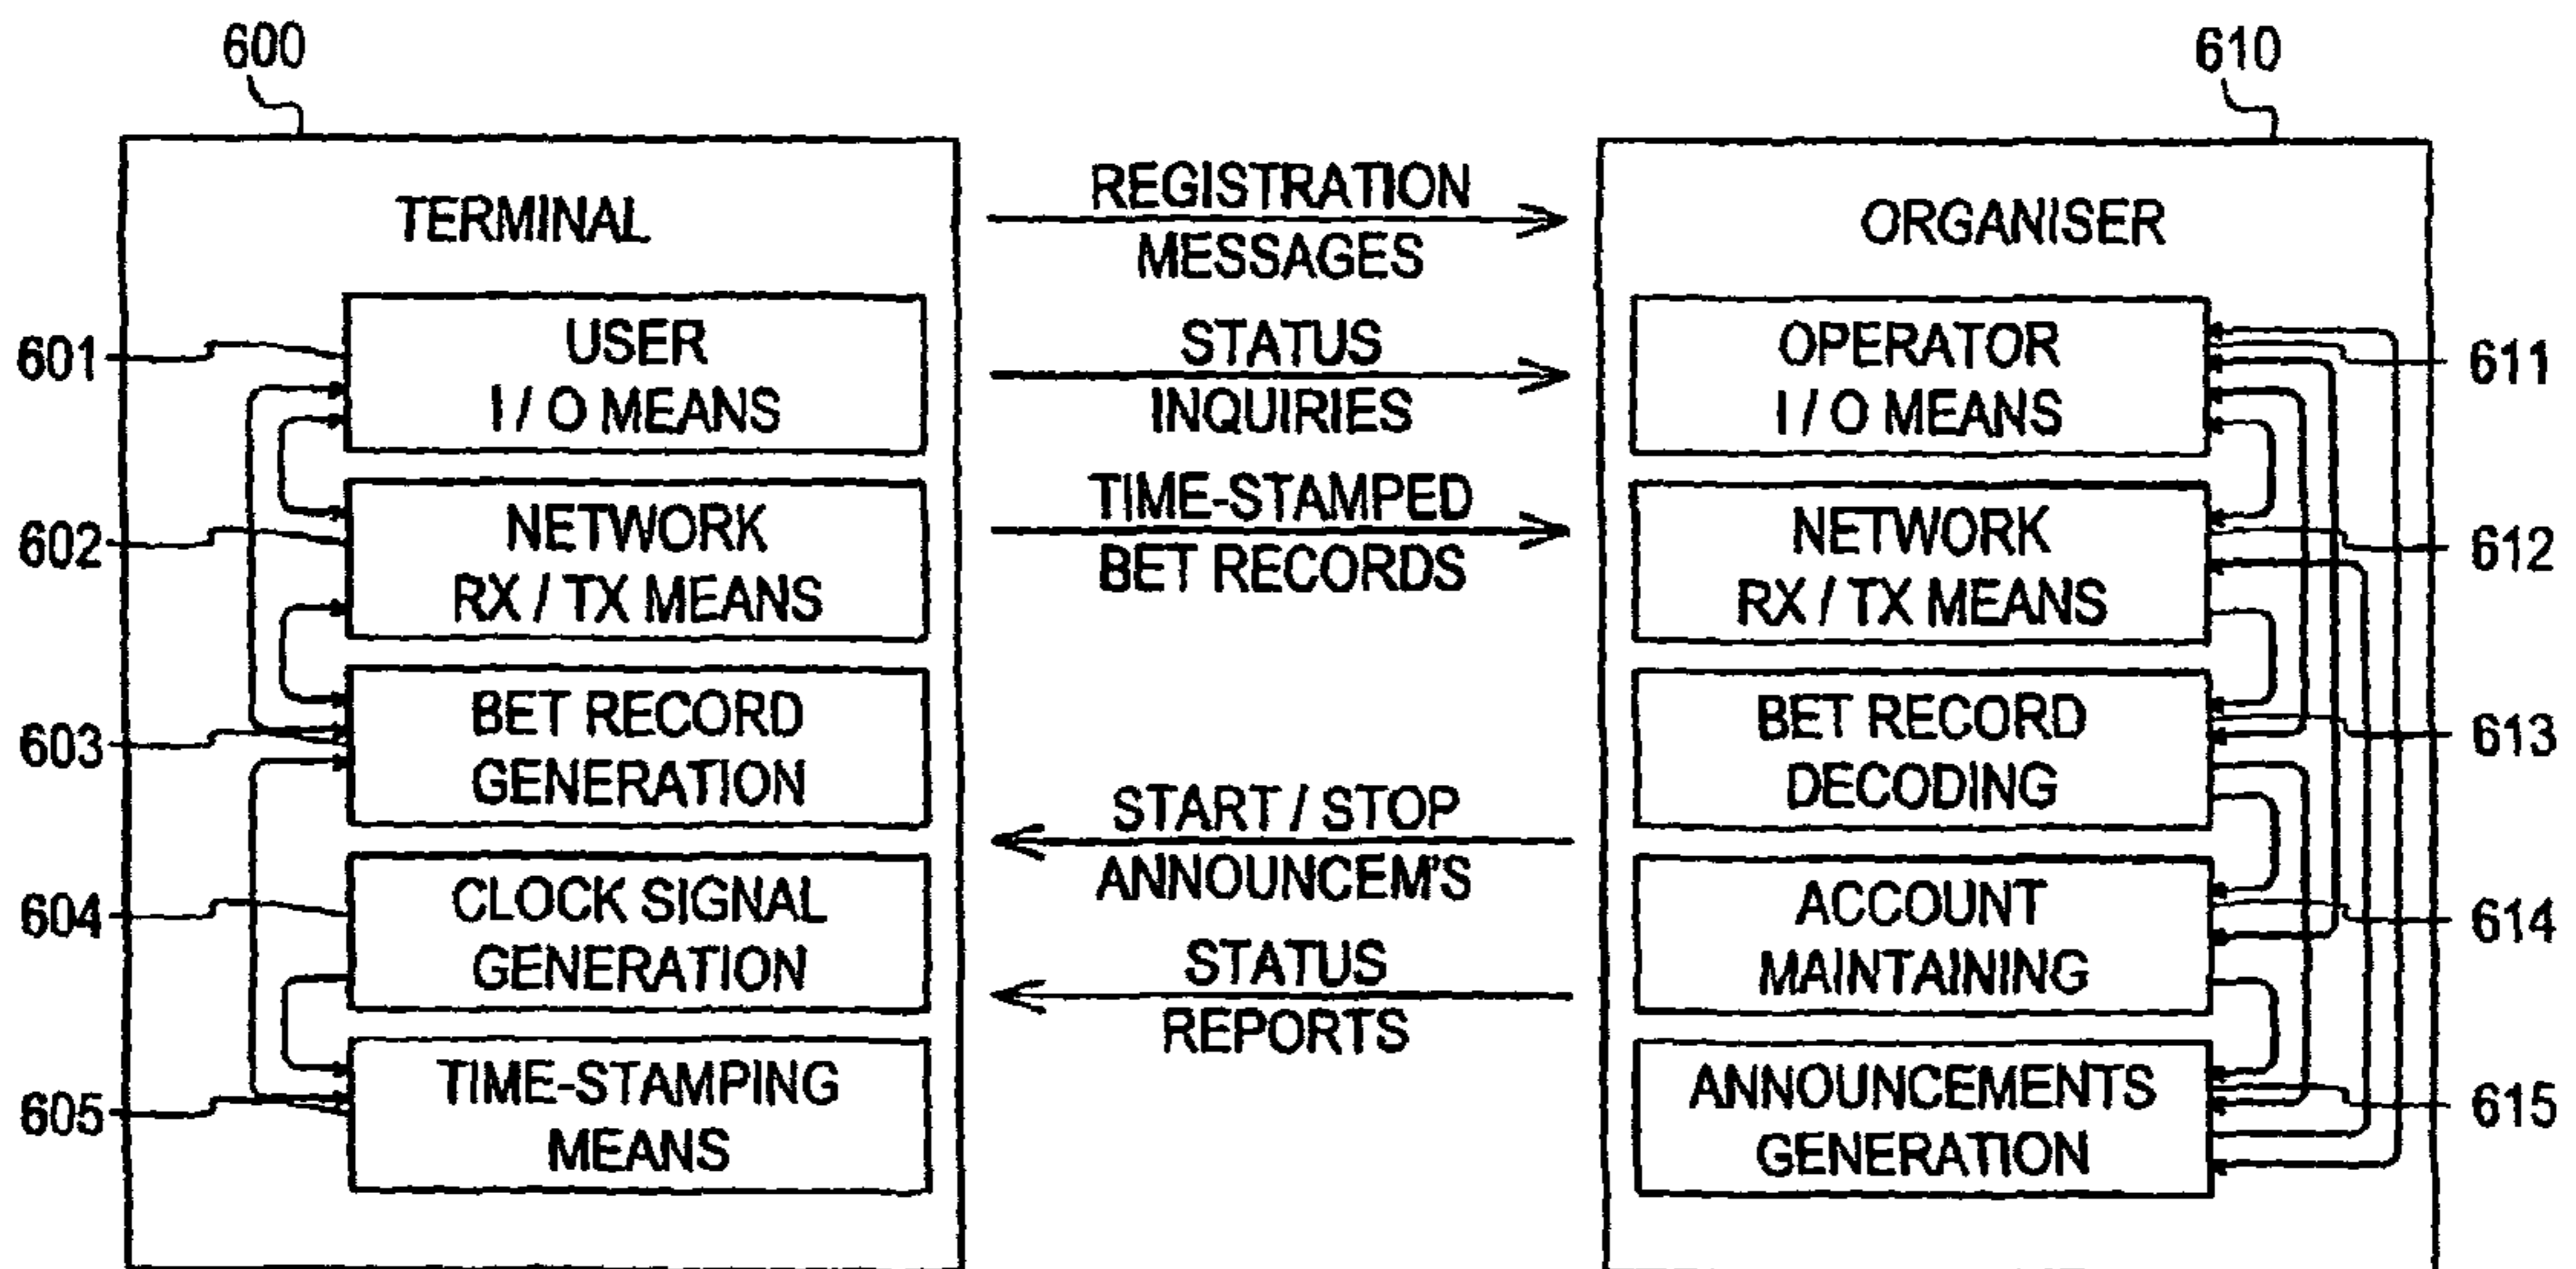 600
610
TERMINAL
601
USER
I / O MEANS
602
NETWORK
RX / TX MEANS
603
BET RECORD
GENERATION
604
CLOCK SIGNAL
GENERATION
605
TIME-STAMPING
MEANS
REGISTRATION
MESSAGES
STATUS
INQUIRIES
TIME-STAMPED
BET RECORDS
START / STOP
ANNOUNCEM'S
STATUS
REPORTS
ORGANISER
OPERATOR
I / O MEANS
611
NETWORK
RX / TX MEANS
612
BET RECORD
DECODING
613
ACCOUNT
MAINTAINING
614
ANNOUNCEMENTS
GENERATION
615